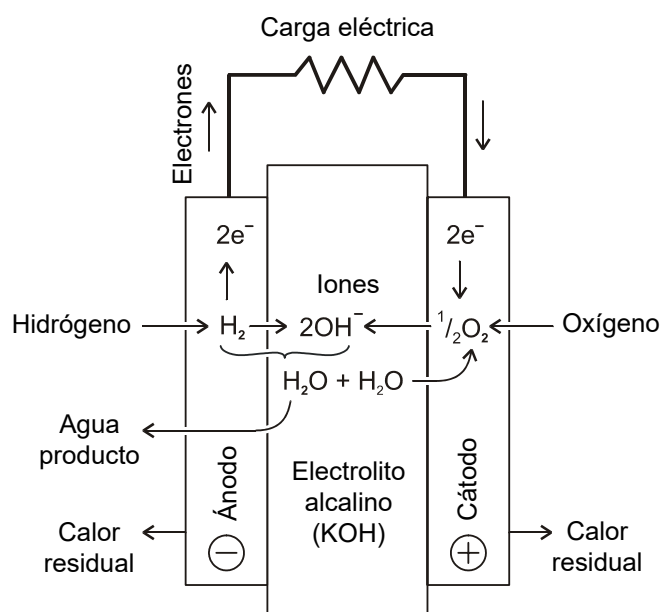 Carga eléctrica
Electrones
2e⁻
2e⁻
Iones
Hidrógeno
H₂
2OH⁻
¹/₂O₂
Oxígeno
H₂O + H₂O
Agua
producto
Ánodo
Electrolito
alcalino
(KOH)
Cátodo
Calor
residual
−
+
Calor
residual